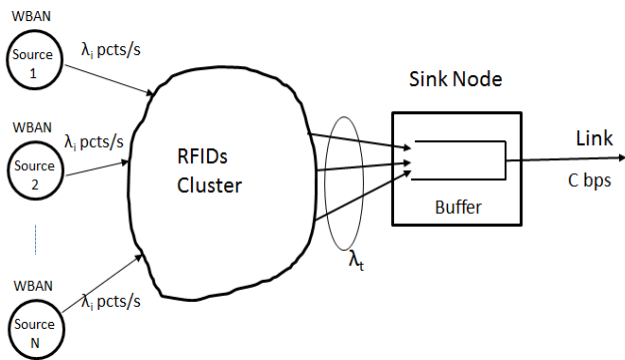 WBAN
Source
1
λi pcts/s
WBAN
Source
2
λi pcts/s
WBAN
Source
N
λi pcts/s
RFIDs
Cluster
λt
Sink Node
Buffer
Link
C bps